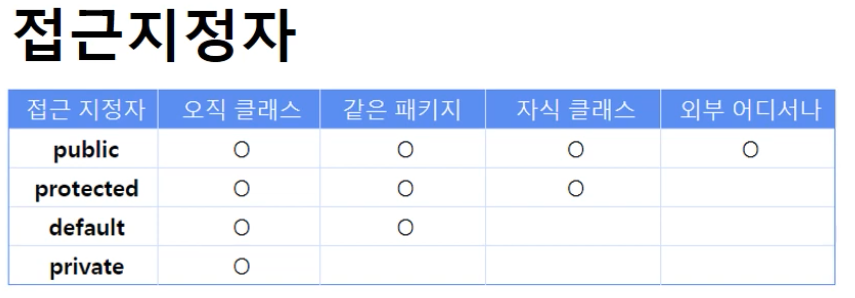 접근지정자
접근 지정자 오직 클래스 같은 패키지 자식 클래스 외부 어디서나
public O O O O
protected O O O
default O O
private O